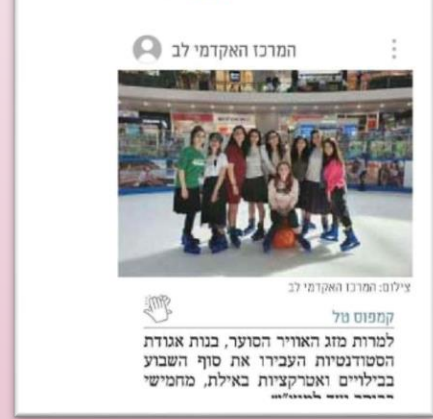 המרכז האקדמי לב
צילום: המרכז האקדמי לב
קמפוס טל
למרות מזג האוויר הסוער, בנות אגודת
הסטודנטיות העבירו את סוף השבוע
בבילויים ואטרקציות באילת, מחמישי